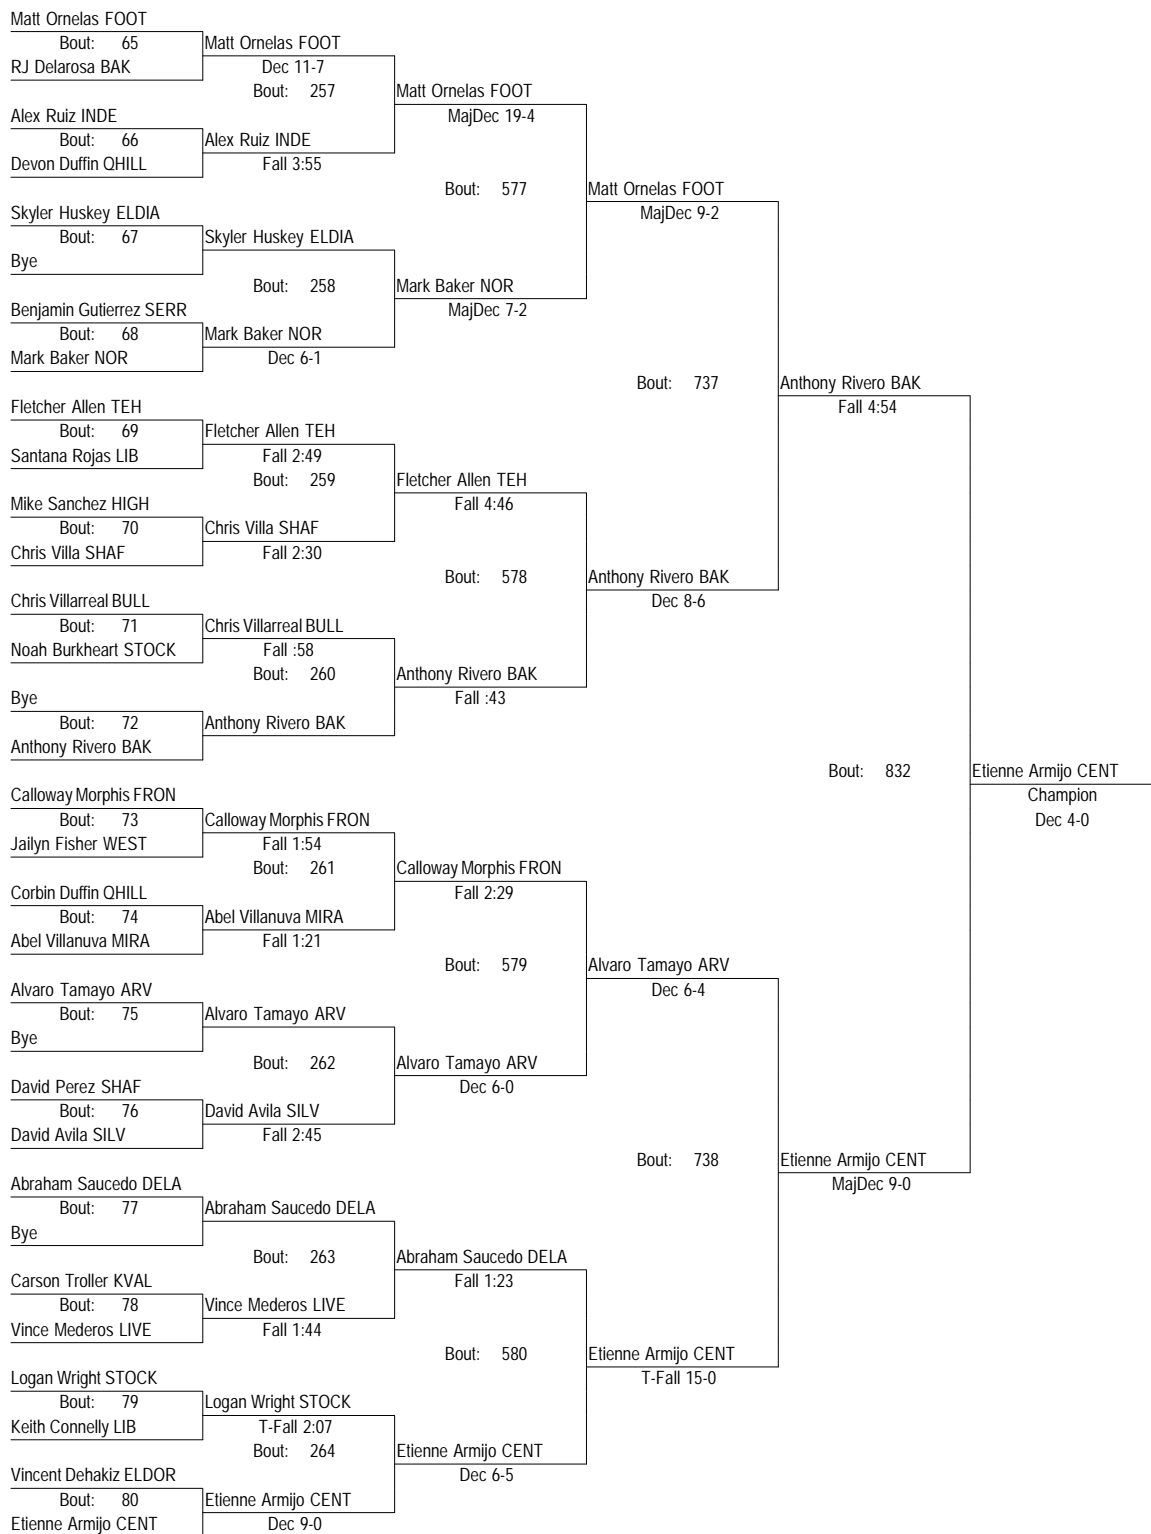 Matt Ornelas FOOT
Bout: 65
Matt Ornelas FOOT
RJ Delarosa BAK
Dec 11-7
Bout: 257
Matt Ornelas FOOT
Alex Ruiz INDE
MajDec 19-4
Bout: 66
Alex Ruiz INDE
Devon Duffin QHILL
Fall 3:55
Bout: 577
Matt Ornelas FOOT
Skyler Huskey ELDIA
MajDec 9-2
Bout: 67
Skyler Huskey ELDIA
Bye
Bout: 258
Mark Baker NOR
Benjamin Gutierrez SERR
MajDec 7-2
Bout: 68
Mark Baker NOR
Mark Baker NOR
Dec 6-1
Bout: 737
Anthony Rivero BAK
Fletcher Allen TEH
Fall 4:54
Bout: 69
Fletcher Allen TEH
Santana Rojas LIB
Fall 2:49
Bout: 259
Fletcher Allen TEH
Mike Sanchez HIGH
Fall 4:46
Bout: 70
Chris Villa SHAF
Chris Villa SHAF
Fall 2:30
Bout: 578
Anthony Rivero BAK
Chris Villarreal BULL
Dec 8-6
Bout: 71
Chris Villarreal BULL
Noah Burkheart STOCK
Fall :58
Bout: 260
Anthony Rivero BAK
Bye
Fall :43
Bout: 72
Anthony Rivero BAK
Anthony Rivero BAK
Bout: 832
Etienne Armijo CENT
Calloway Morphis FRON
Champion
Bout: 73
Calloway Morphis FRON
Dec 4-0
Jailyn Fisher WEST
Fall 1:54
Bout: 261
Calloway Morphis FRON
Corbin Duffin QHILL
Fall 2:29
Bout: 74
Abel Villanuva MIRA
Abel Villanuva MIRA
Fall 1:21
Bout: 579
Alvaro Tamayo ARV
Alvaro Tamayo ARV
Dec 6-4
Bout: 75
Alvaro Tamayo ARV
Bye
Bout: 262
Alvaro Tamayo ARV
David Perez SHAF
Dec 6-0
Bout: 76
David Avila SILV
David Avila SILV
Fall 2:45
Bout: 738
Etienne Armijo CENT
Abraham Saucedo DELA
MajDec 9-0
Bout: 77
Abraham Saucedo DELA
Bye
Bout: 263
Abraham Saucedo DELA
Carson Troller KVAL
Fall 1:23
Bout: 78
Vince Mederos LIVE
Vince Mederos LIVE
Fall 1:44
Bout: 580
Etienne Armijo CENT
Logan Wright STOCK
T-Fall 15-0
Bout: 79
Logan Wright STOCK
Keith Connelly LIB
T-Fall 2:07
Bout: 264
Etienne Armijo CENT
Vincent Dehakiz ELDOR
Dec 6-5
Bout: 80
Etienne Armijo CENT
Etienne Armijo CENT
Dec 9-0